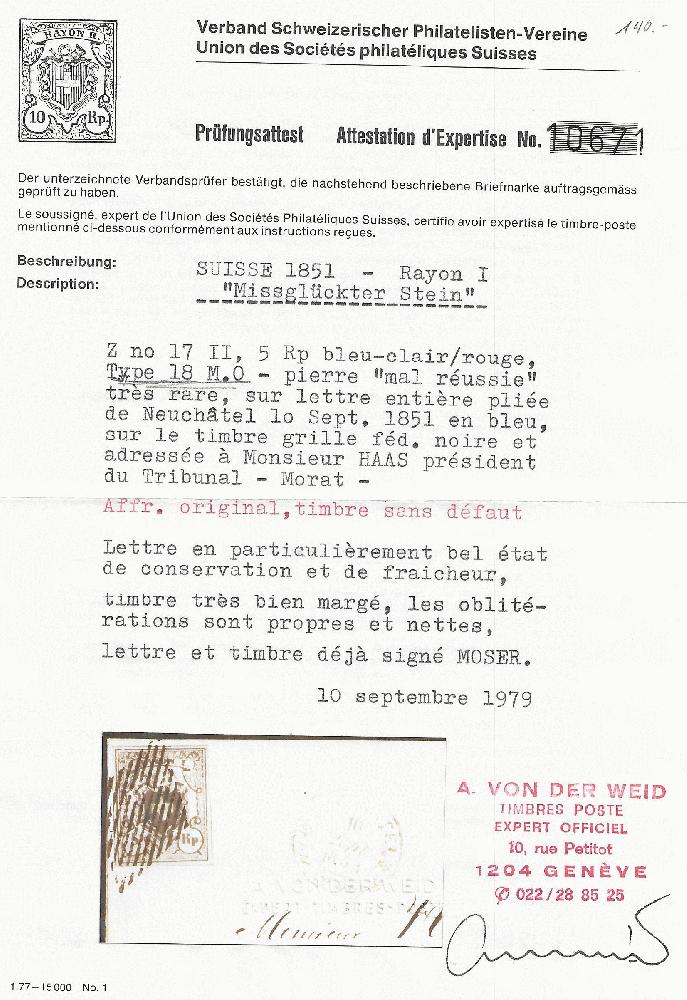 RAYON II.
10 Rp.
Verband Schweizerischer Philatelisten-Vereine
Union des Sociétés philatéliques Suisses
140.-
Prüfungsattest Attestation d'Expertise No. 10671
Der unterzeichnete Verbandsprüfer bestätigt, die nachstehend beschriebene Briefmarke auftragsgemäss
geprüft zu haben.
Le soussigné, expert de l'Union des Sociétés Philatéliques Suisses, certifie avoir expertisé le timbre-poste
mentionné ci-dessous conformément aux instructions reçues.
Beschreibung:
Description:
SUISSE 1851 - Rayon I
"Missglückter Stein"
Z no 17 II, 5 Rp bleu-clair/rouge,
Type 18 M.O - pierre "mal réussie"
très rare, sur lettre entière pliée
de Neuchâtel lo Sept. 1851 en bleu,
sur le timbre grille féd. noire et
adressée à Monsieur HAAS président
du Tribunal - Morat -
Affr. original,timbre sans défaut
Lettre en particulièrement bel état
de conservation et de fraicheur,
timbre très bien margé, les oblité-
rations sont propres et nettes,
lettre et timbre déjà signé MOSER.
10 septembre 1979
Rp
A. VON DER WEID
EXPERT TIMBRES-POSTE
Monsieur
A. VON DER WEID
TIMBRES POSTE
EXPERT OFFICIEL
10, rue Petitot
1204 GENÈVE
✆ 022/28 85 25
1.77-15000 No. 1